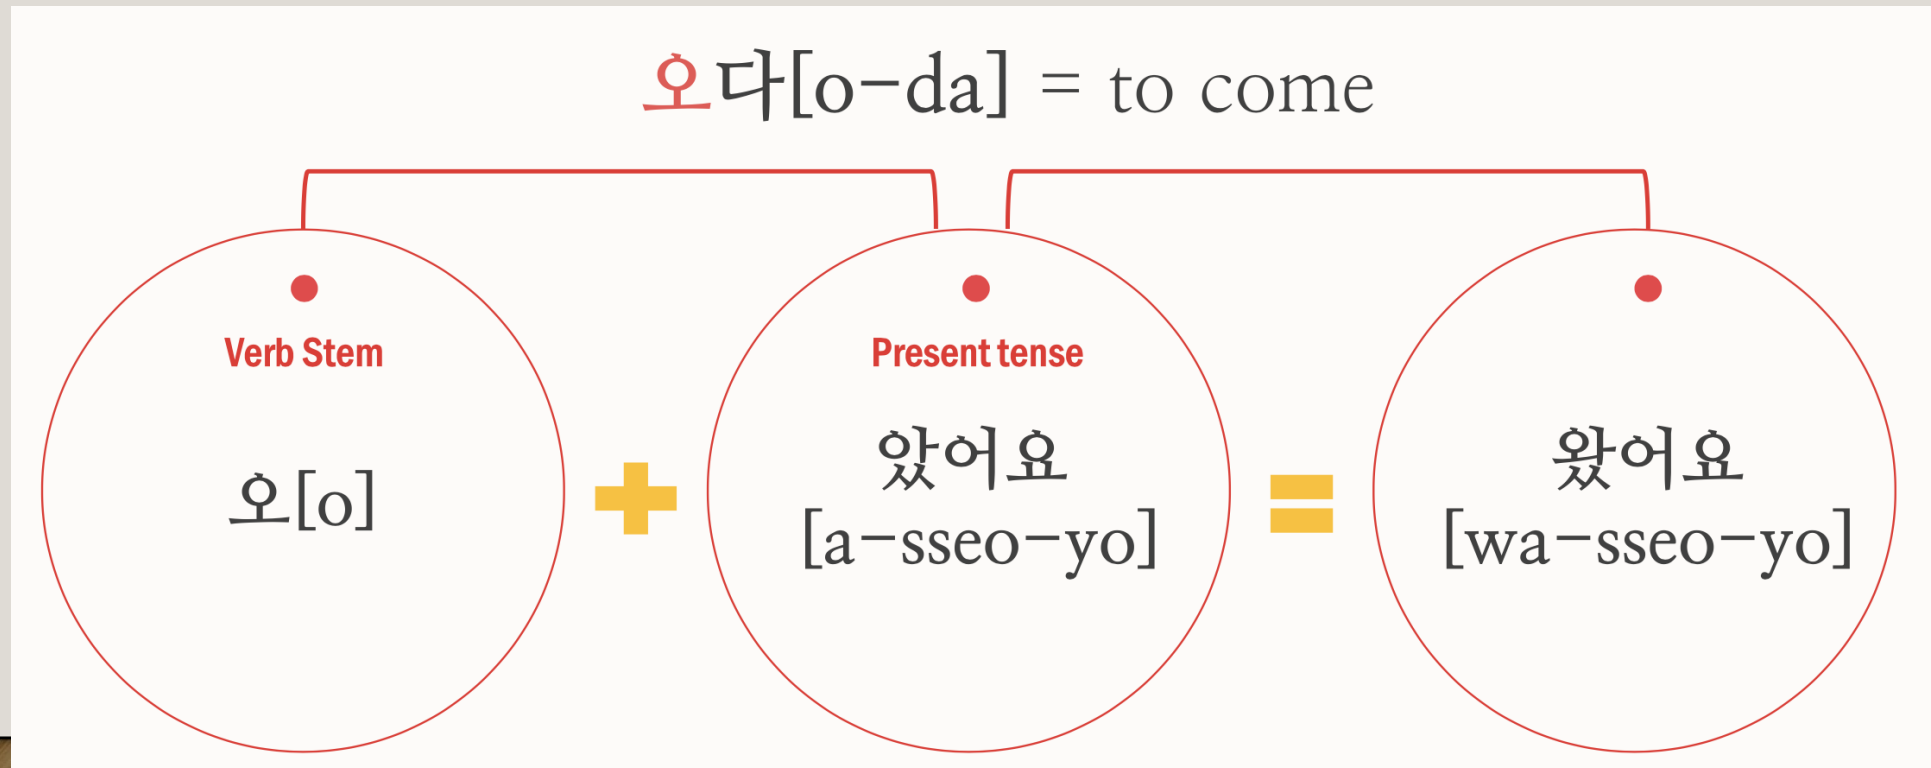 오다[o-da] = to come
Verb Stem
오[o]
Present tense
았어요
[a-sseo-yo]
왔어요
[wa-sseo-yo]